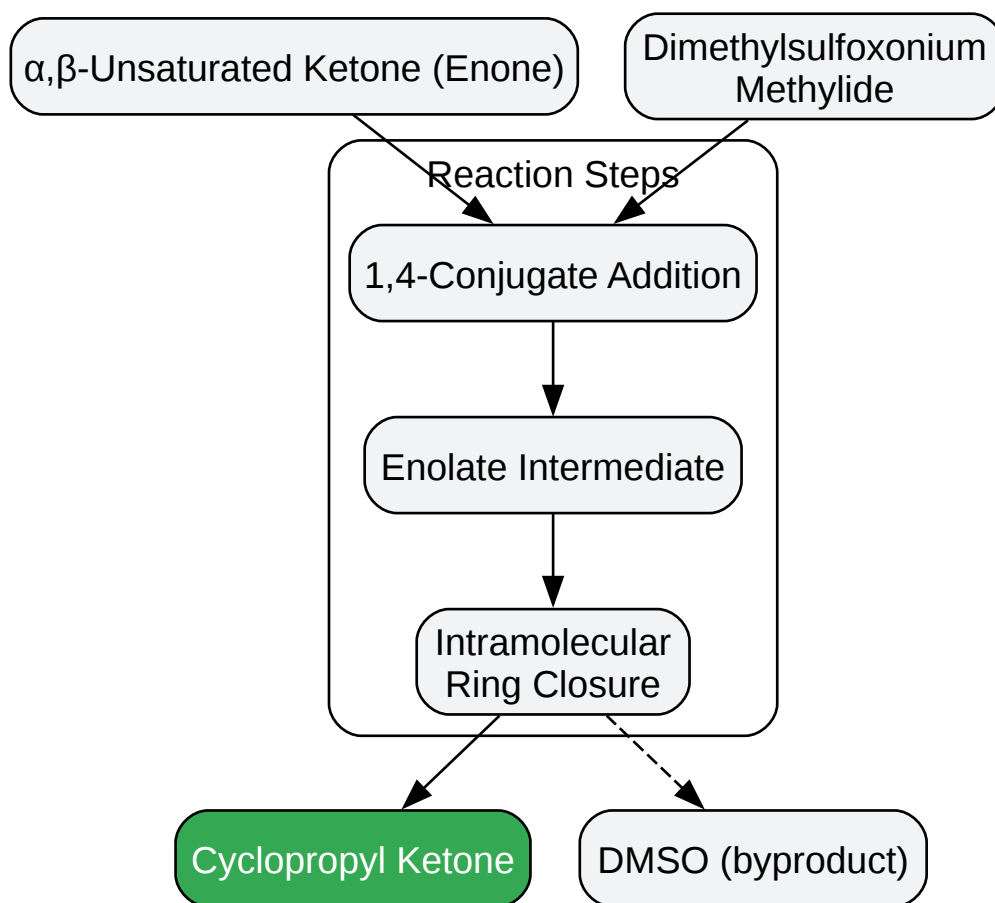 α,β-Unsaturated Ketone (Enone)
Dimethylsulfoxonium
Methylide
Reaction Steps
1,4-Conjugate Addition
Enolate Intermediate
Intramolecular
Ring Closure
Cyclopropyl Ketone
DMSO (byproduct)